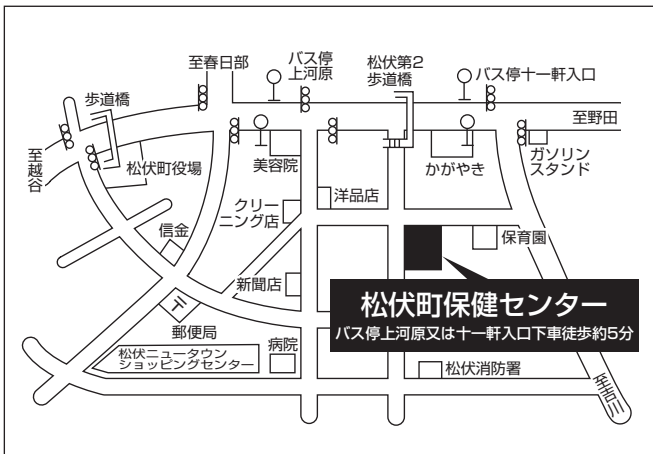 至春日部
バス停
上河原
松伏第2
歩道橋
バス停十一軒入口
歩道橋
至野田
至越谷
松伏町役場
美容院
かがやき
ガソリン
スタンド
洋品店
クリー
ニング店
信金
保育園
新聞店
松伏町保健センター
バス停上河原又は十一軒入口下車徒歩約5分
〒
郵便局
松伏ニュータウン
ショッピングセンター
病院
松伏消防署
至吉川